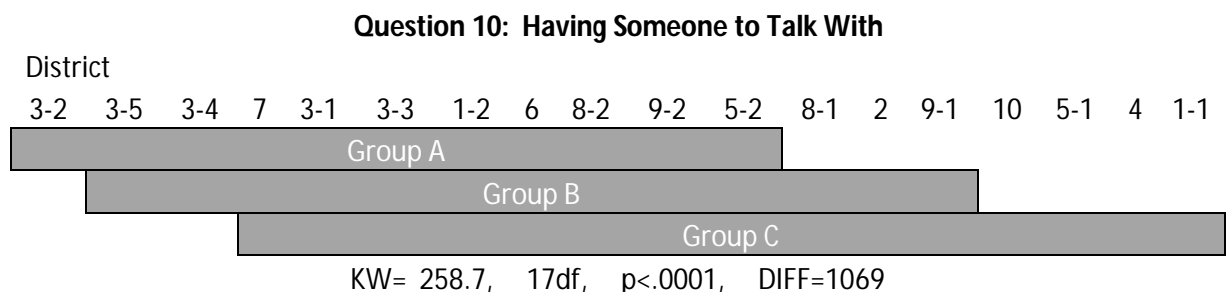 Question 10: Having Someone to Talk With
District
3-2 3-5 3-4 7 3-1 3-3 1-2 6 8-2 9-2 5-2 8-1 2 9-1 10 5-1 4 1-1
Group A
Group B
Group C
KW= 258.7, 17df, p<.0001, DIFF=1069